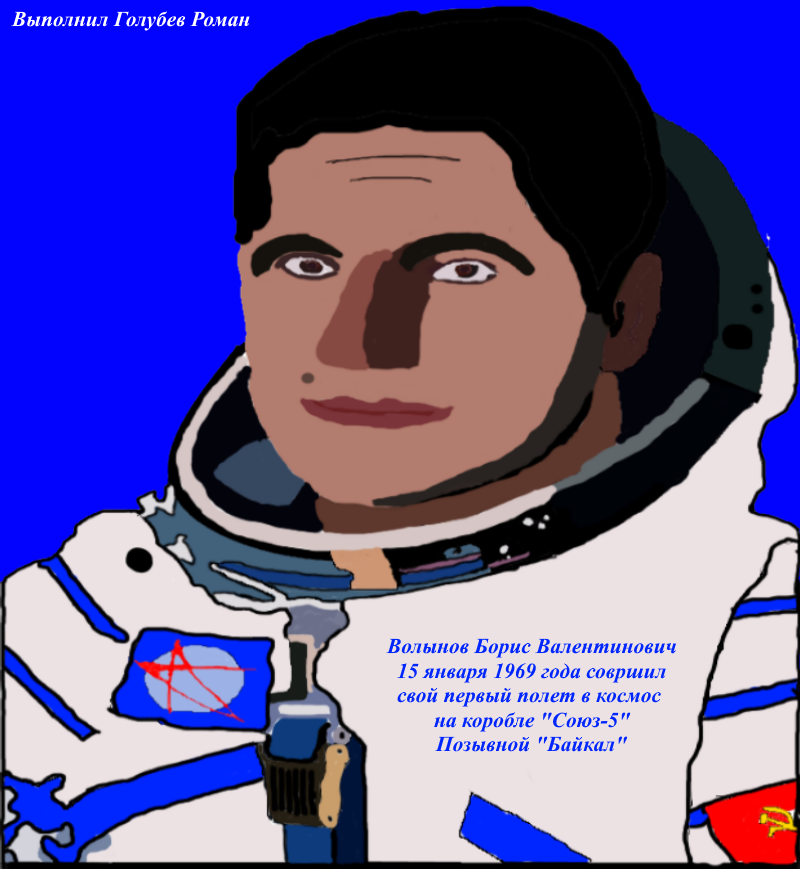 Выполнил Голубев Роман
Волынов Борис Валентинович
15 января 1969 года совршил
свой первый полет в космос
на коробле "Союз-5"
Позывной "Байкал"